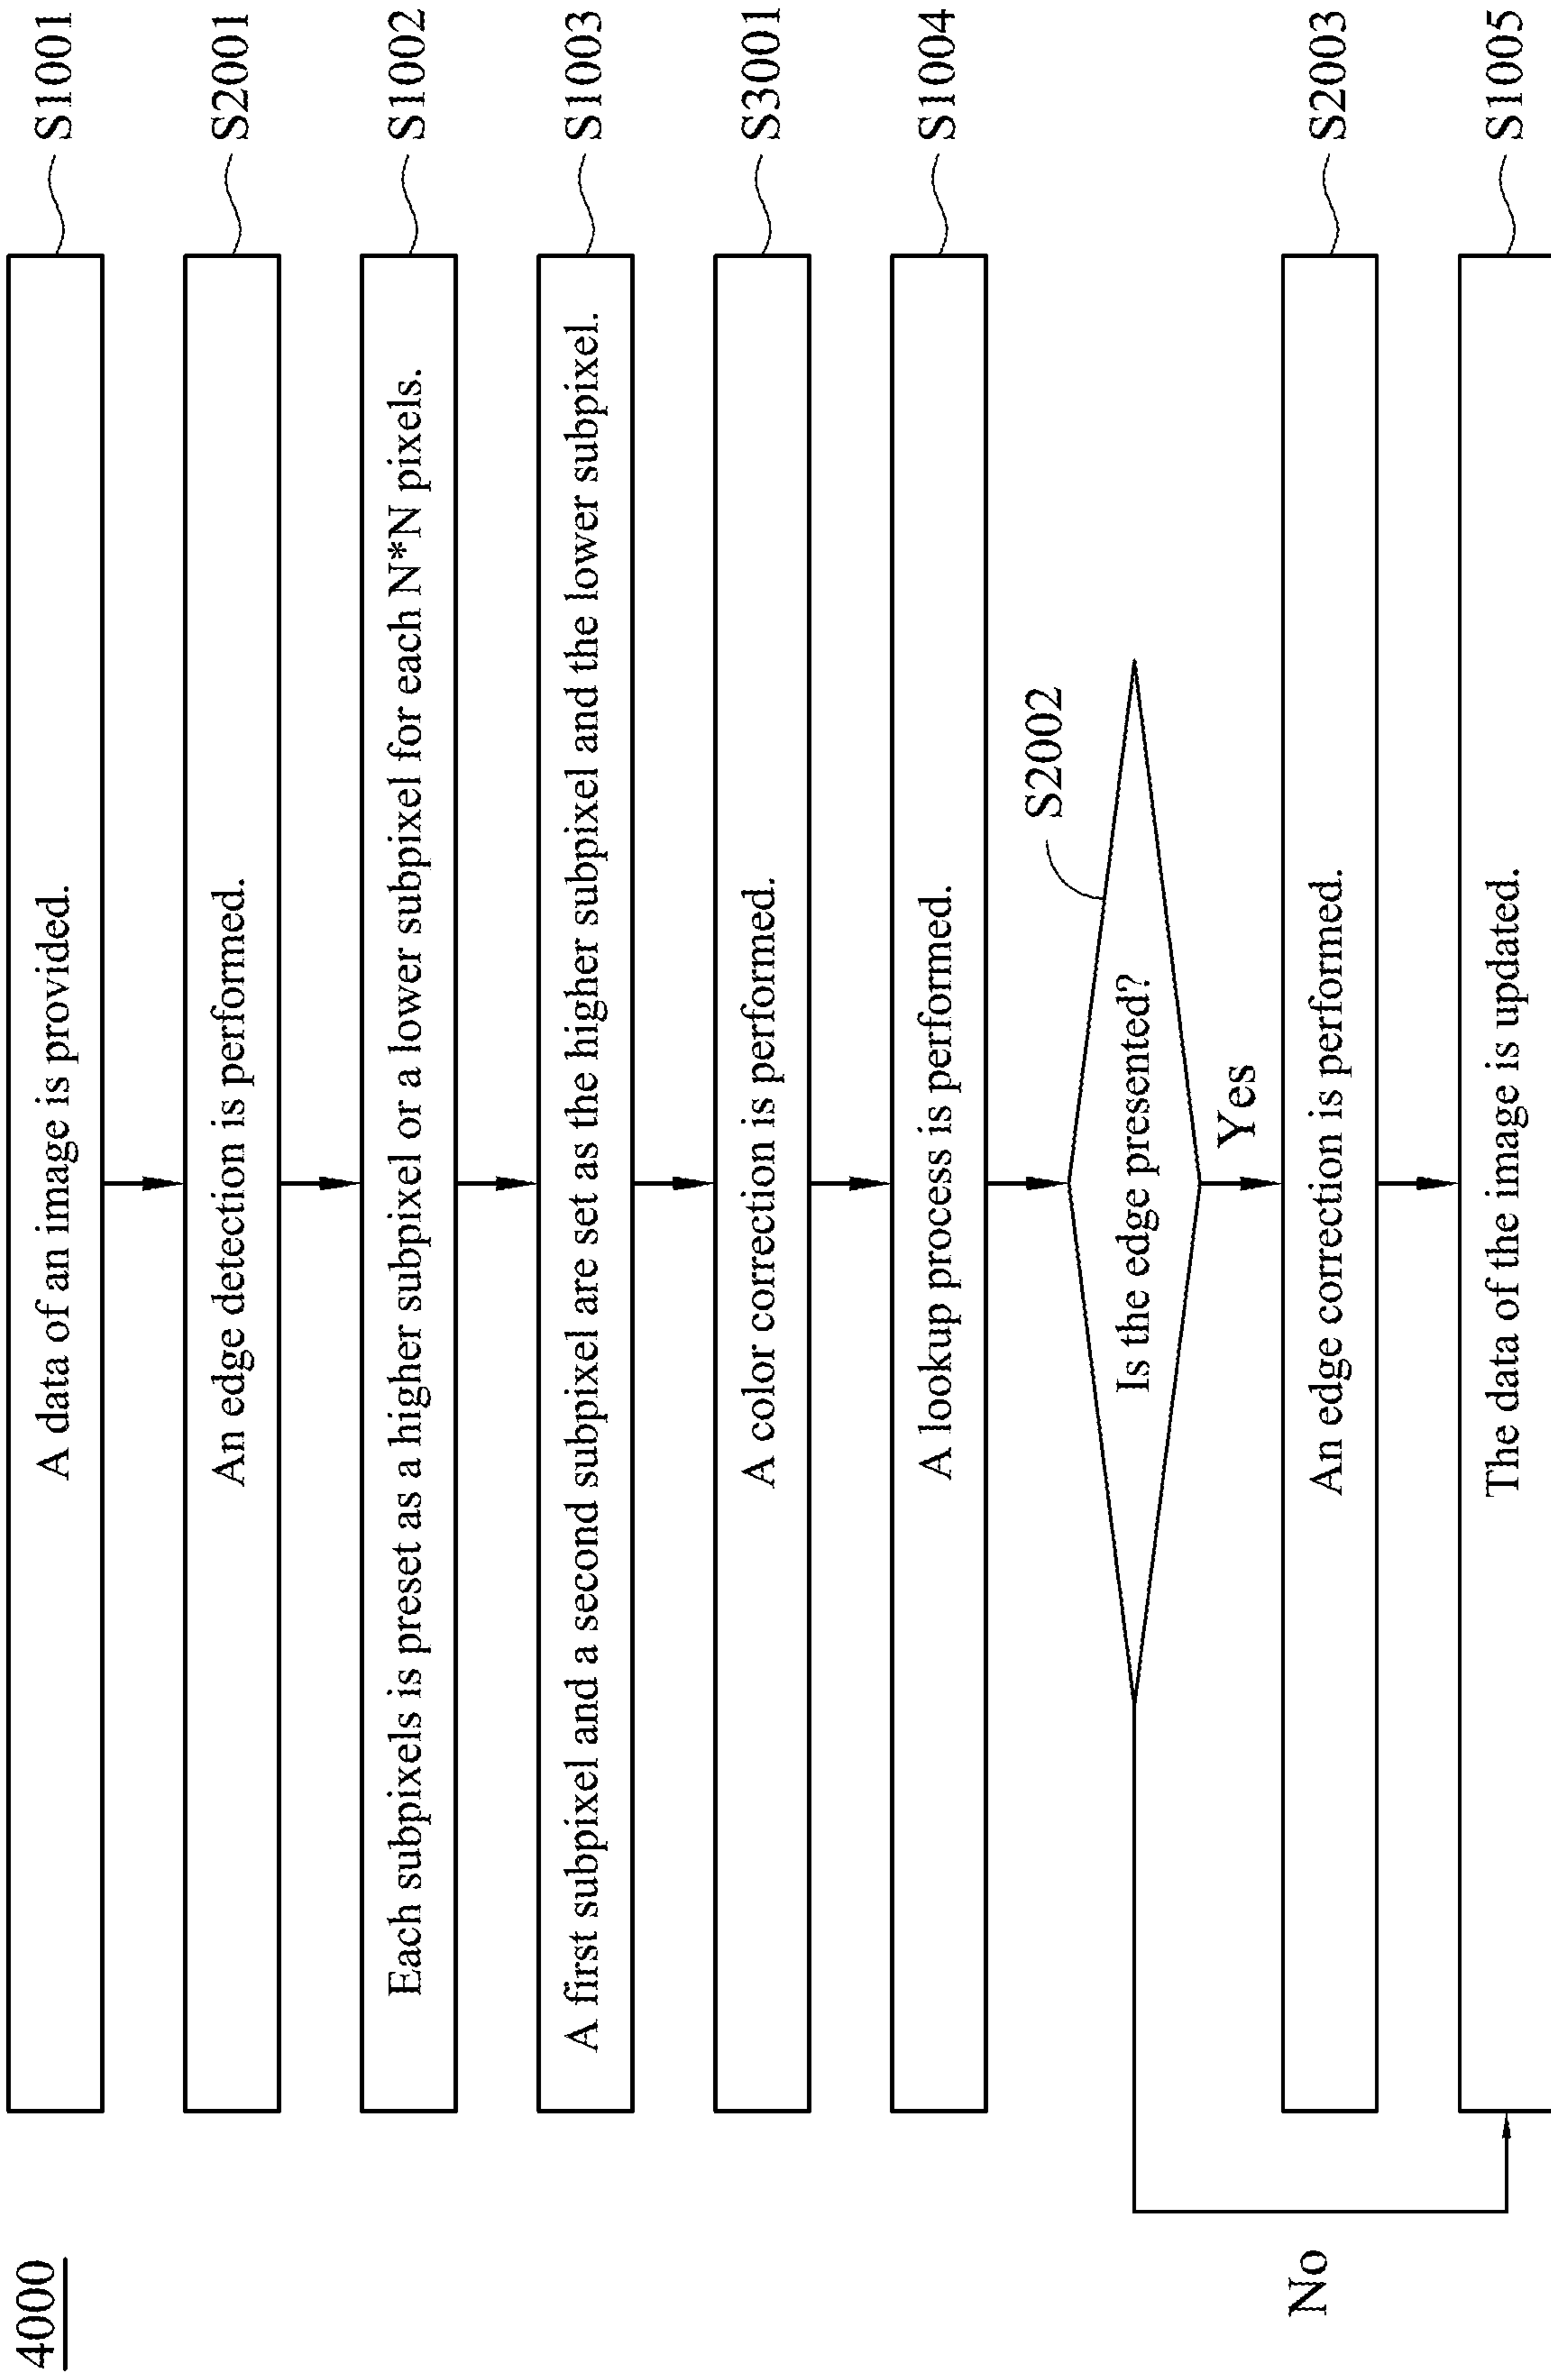 4000
A data of an image is provided.
S1001
An edge detection is performed.
S2001
Each subpixels is preset as a higher subpixel or a lower subpixel for each N*N pixels.
S1002
A first subpixel and a second subpixel are set as the higher subpixel and the lower subpixel.
S1003
A color correction is performed.
S3001
A lookup process is performed.
S1004
S2002
Is the edge presented?
Yes
No
An edge correction is performed.
S2003
The data of the image is updated.
S1005